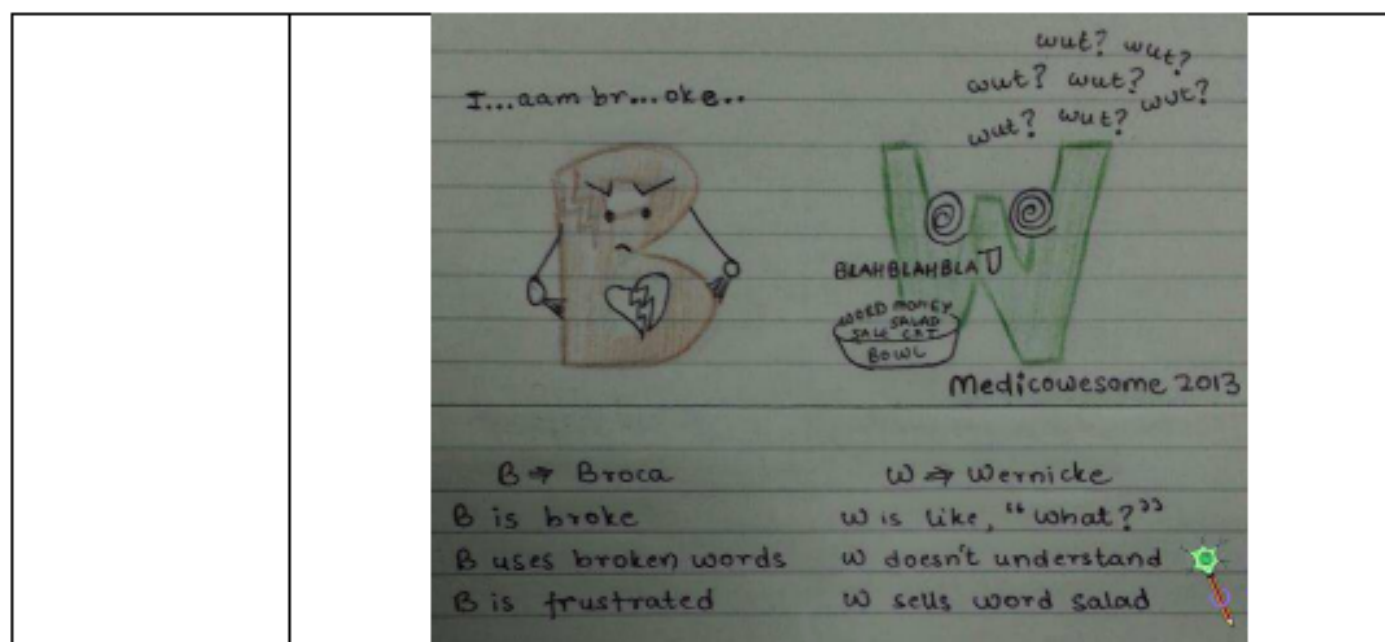 wut? wut?
wut? wut? wut?
wut? wut?
I...aam br...oke..
BLAHBLAHBLA
WORD MONEY
SALAD
SALE CAT
BOWL
Medicowesome 2013
B ⇒ Broca
B is broke
B uses broken words
B is frustrated
W ⇒ Wernicke
W is like, “what?”
W doesn't understand
W sells word salad